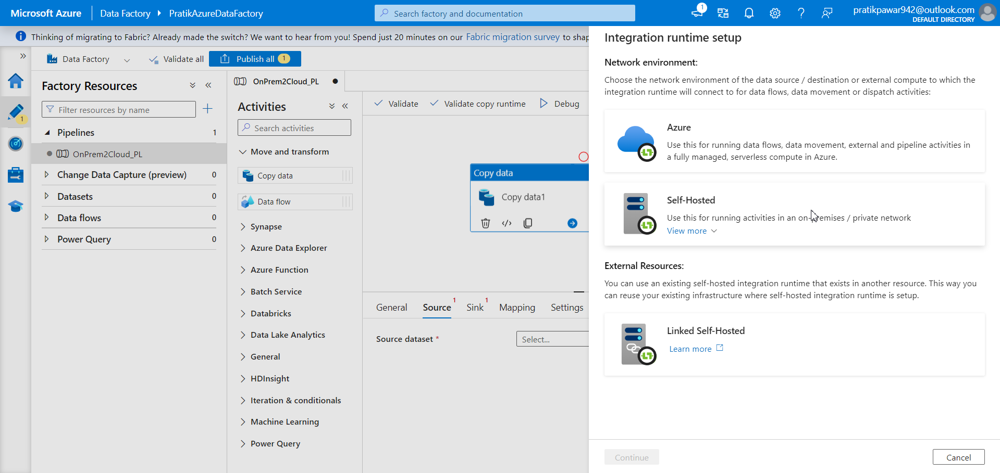 Microsoft Azure
Data Factory
PratikAzureDataFactory
Search factory and documentation
1
pratikpawar942@outlook.com
DEFAULT DIRECTORY
Thinking of migrating to Fabric? Already made the switch? We want to hear from you! Spend just 20 minutes on our Fabric migration survey to shap
Data Factory
Validate all
Publish all 1
1
Factory Resources
Filter resources by name
Pipelines 1
OnPrem2Cloud_PL
Change Data Capture (preview) 0
Datasets 0
Data flows 0
Power Query 0
OnPrem2Cloud_PL
Activities
Search activities
Move and transform
Copy data
Data flow
Synapse
Azure Data Explorer
Azure Function
Batch Service
Databricks
Data Lake Analytics
General
HDInsight
Iteration & conditionals
Machine Learning
Power Query
Validate
Validate copy runtime
Debug
Copy data
Copy data1
General
Source 1
Sink 1
Mapping
Settings
Source dataset *
Select...
Integration runtime setup
Network environment:
Choose the network environment of the data source / destination or external compute to which the
integration runtime will connect to for data flows, data movement or dispatch activities:
Azure
Use this for running data flows, data movement, external and pipeline activities in
a fully managed, serverless compute in Azure.
Self-Hosted
Use this for running activities in an on-premises / private network
View more
External Resources:
You can use an existing self-hosted integration runtime that exists in another resource. This way you
can reuse your existing infrastructure where self-hosted integration runtime is setup.
Linked Self-Hosted
Learn more
Continue
Cancel